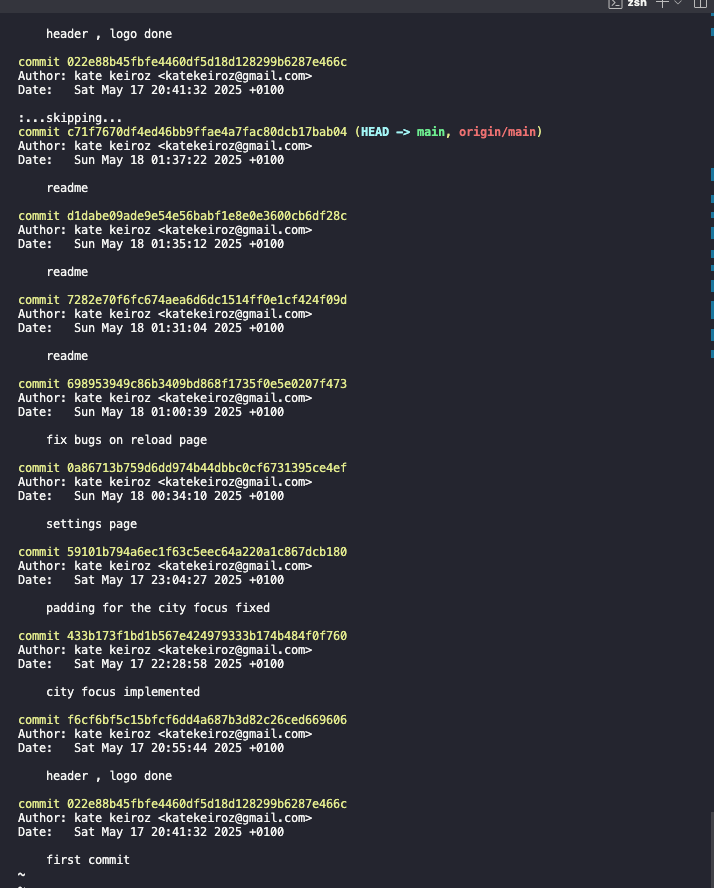 zsh
header , logo done
commit 022e88b45fbfe4460df5d18d128299b6287e466c
Author: kate keiroz <katekeiroz@gmail.com>
Date:   Sat May 17 20:41:32 2025 +0100
:...skipping...
commit c71f7670df4ed46bb9ffae4a7fac80dcb17bab04 (HEAD -> main, origin/main)
Author: kate keiroz <katekeiroz@gmail.com>
Date:   Sun May 18 01:37:22 2025 +0100
readme
commit d1dabe09ade9e54e56babf1e8e0e3600cb6df28c
Author: kate keiroz <katekeiroz@gmail.com>
Date:   Sun May 18 01:35:12 2025 +0100
readme
commit 7282e70f6fc674aea6d6dc1514ff0e1cf424f09d
Author: kate keiroz <katekeiroz@gmail.com>
Date:   Sun May 18 01:31:04 2025 +0100
readme
commit 698953949c86b3409bd868f1735f0e5e0207f473
Author: kate keiroz <katekeiroz@gmail.com>
Date:   Sun May 18 01:00:39 2025 +0100
fix bugs on reload page
commit 0a86713b759d6dd974b44dbbc0cf6731395ce4ef
Author: kate keiroz <katekeiroz@gmail.com>
Date:   Sun May 18 00:34:10 2025 +0100
settings page
commit 59101b794a6ec1f63c5eec64a220a1c867dcb180
Author: kate keiroz <katekeiroz@gmail.com>
Date:   Sat May 17 23:04:27 2025 +0100
padding for the city focus fixed
commit 433b173f1bd1b567e424979333b174b484f0f760
Author: kate keiroz <katekeiroz@gmail.com>
Date:   Sat May 17 22:28:58 2025 +0100
city focus implemented
commit f6cf6bf5c15bfcf6dd4a687b3d82c26ced669606
Author: kate keiroz <katekeiroz@gmail.com>
Date:   Sat May 17 20:55:44 2025 +0100
header , logo done
commit 022e88b45fbfe4460df5d18d128299b6287e466c
Author: kate keiroz <katekeiroz@gmail.com>
Date:   Sat May 17 20:41:32 2025 +0100
first commit
~
~